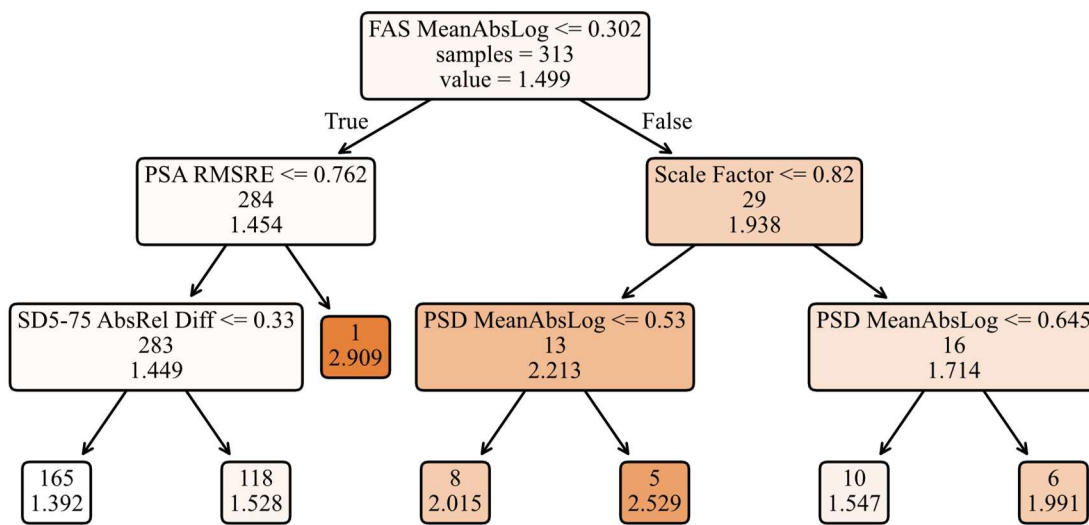 FAS MeanAbsLog <= 0.302
samples = 313
value = 1.499
True
False
PSA RMSRE <= 0.762
284
1.454
Scale Factor <= 0.82
29
1.938
SD5-75 AbsRel Diff <= 0.33
283
1.449
1
2.909
PSD MeanAbsLog <= 0.53
13
2.213
PSD MeanAbsLog <= 0.645
16
1.714
165
1.392
118
1.528
8
2.015
5
2.529
10
1.547
6
1.991